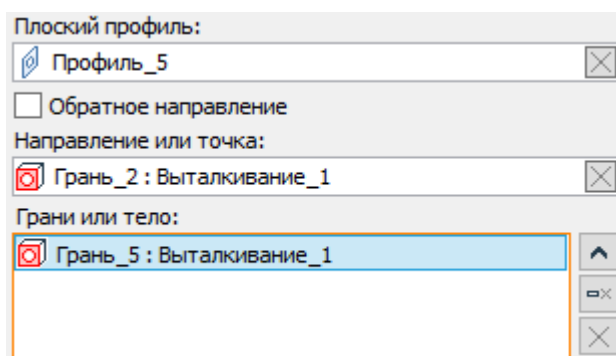 Плоский профиль:
Профиль_5
Обратное направление
Направление или точка:
Грань_2 : Выталкивание_1
Грани или тело:
Грань_5 : Выталкивание_1